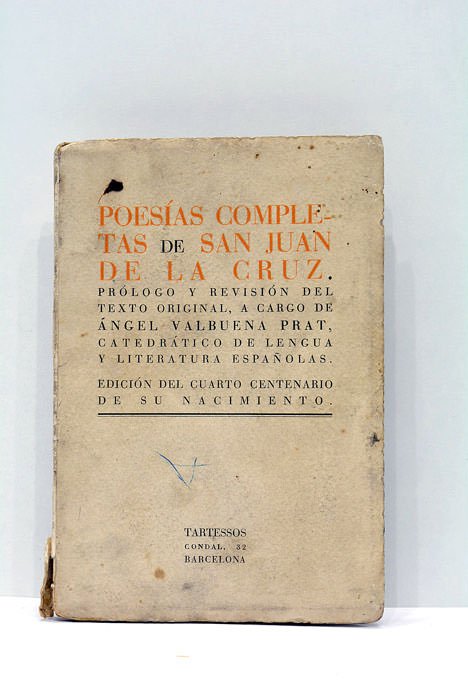 POESÍAS COMPLE-
TAS DE SAN JUAN
DE LA CRUZ.
PRÓLOGO Y REVISIÓN DEL
TEXTO ORIGINAL, A CARGO DE
ÁNGEL VALBUENA PRAT,
CATEDRÁTICO DE LENGUA
Y LITERATURA ESPAÑOLAS.
EDICIÓN DEL CUARTO CENTENARIO
DE SU NACIMIENTO.
TARTESSOS
CONDAL, 32
BARCELONA